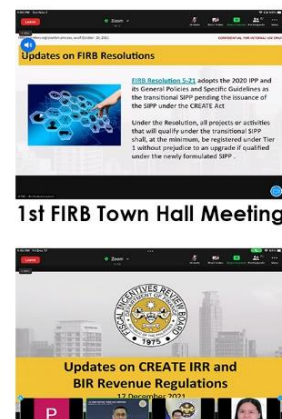 Updates on FIRB Resolutions
FIRB Resolution 5-21 adopts the 2020 IPP and
its General Policies and Specific Guidelines as
the transitional SIPP pending the issuance of
the SIPP under the CREATE Act
Under the Resolution, all projects or activities
that will qualify under the transitional SIPP
shall, at the minimum, be registered under Tier
1 without prejudice to an upgrade if qualified
under the newly formulated SIPP .
1st FIRB Town Hall Meeting
Zoom
FISCAL INCENTIVES REVIEW BOARD
1975
Updates on CREATE IRR and
BIR Revenue Regulations
17 December 2021
P